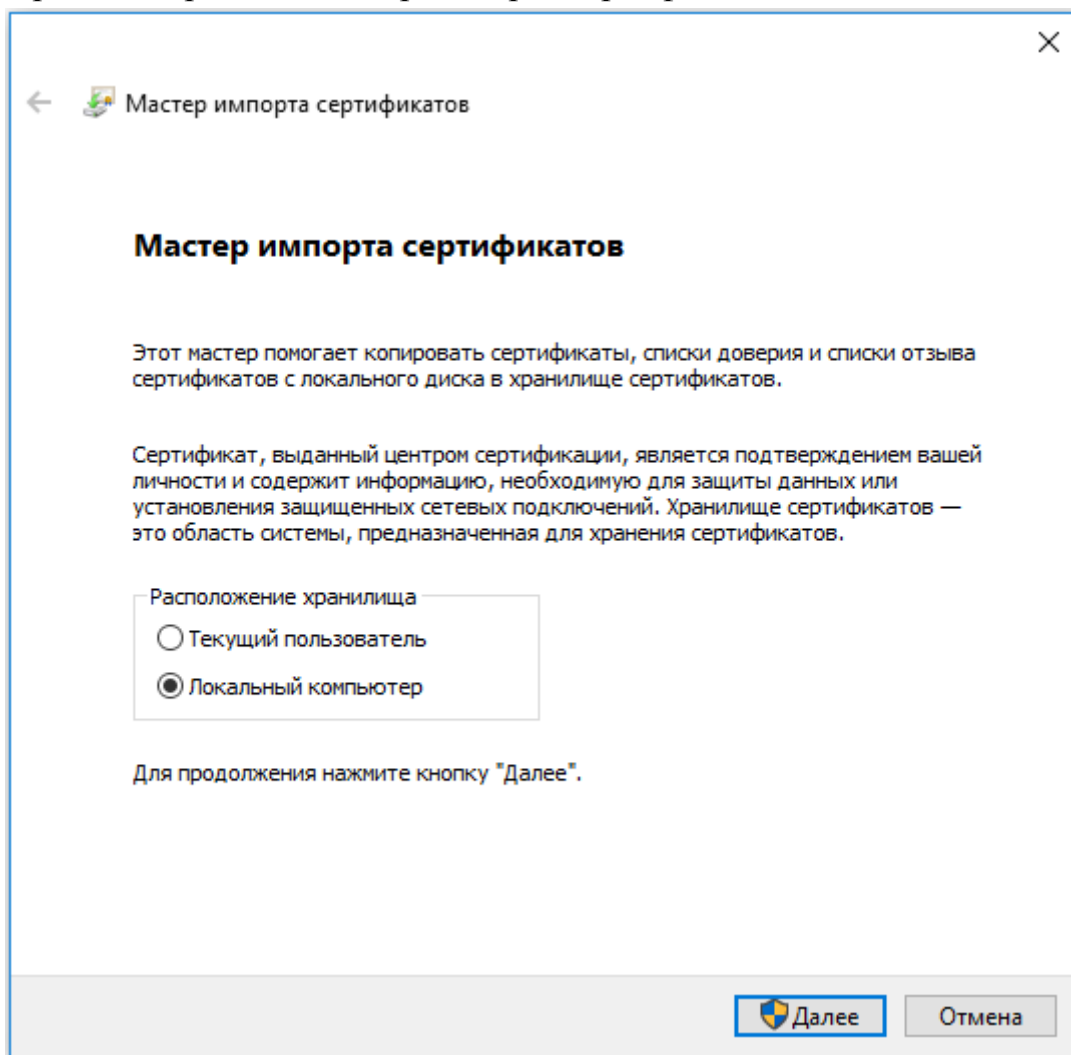 Мастер импорта сертификатов
Мастер импорта сертификатов
Этот мастер помогает копировать сертификаты, списки доверия и списки отзыва
сертификатов с локального диска в хранилище сертификатов.
Сертификат, выданный центром сертификации, является подтверждением вашей
личности и содержит информацию, необходимую для защиты данных или
установления защищенных сетевых подключений. Хранилище сертификатов —
это область системы, предназначенная для хранения сертификатов.
Расположение хранилища
Текущий пользователь
Локальный компьютер
Для продолжения нажмите кнопку "Далее".
Далее
Отмена